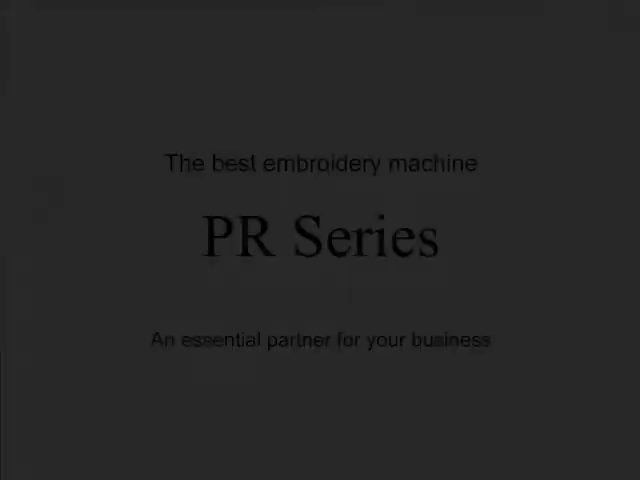 The best embroidery machine
PR Series
An essential partner for your business